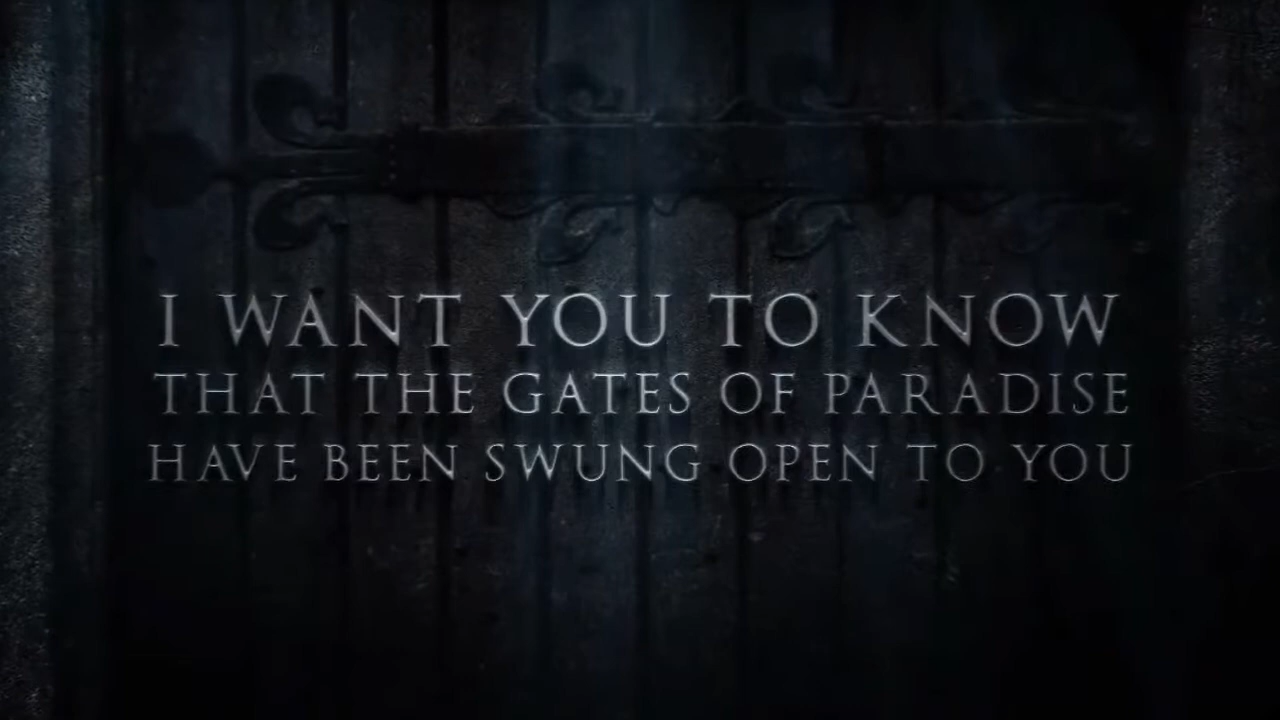 I WANT YOU TO KNOW
THAT THE GATES OF PARADISE
HAVE BEEN SWUNG OPEN TO YOU